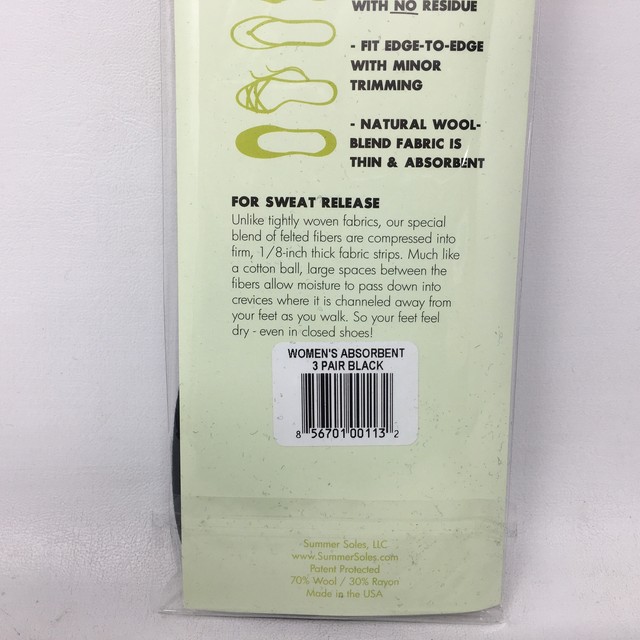 WITH NO RESIDUE
- FIT EDGE-TO-EDGE
WITH MINOR
TRIMMING
- NATURAL WOOL-
BLEND FABRIC IS
THIN & ABSORBENT
FOR SWEAT RELEASE
Unlike tightly woven fabrics, our special
blend of felted fibers are compressed into
firm, 1/8-inch thick fabric strips. Much like
a cotton ball, large spaces between the
fibers allow moisture to pass down into
crevices where it is channeled away from
your feet as you walk. So your feet feel
dry - even in closed shoes!
WOMEN'S ABSORBENT
3 PAIR BLACK
8 56701 00113 2
Summer Soles, LLC
www.SummerSoles.com
Patent Protected
70% Wool / 30% Rayon
Made in the USA